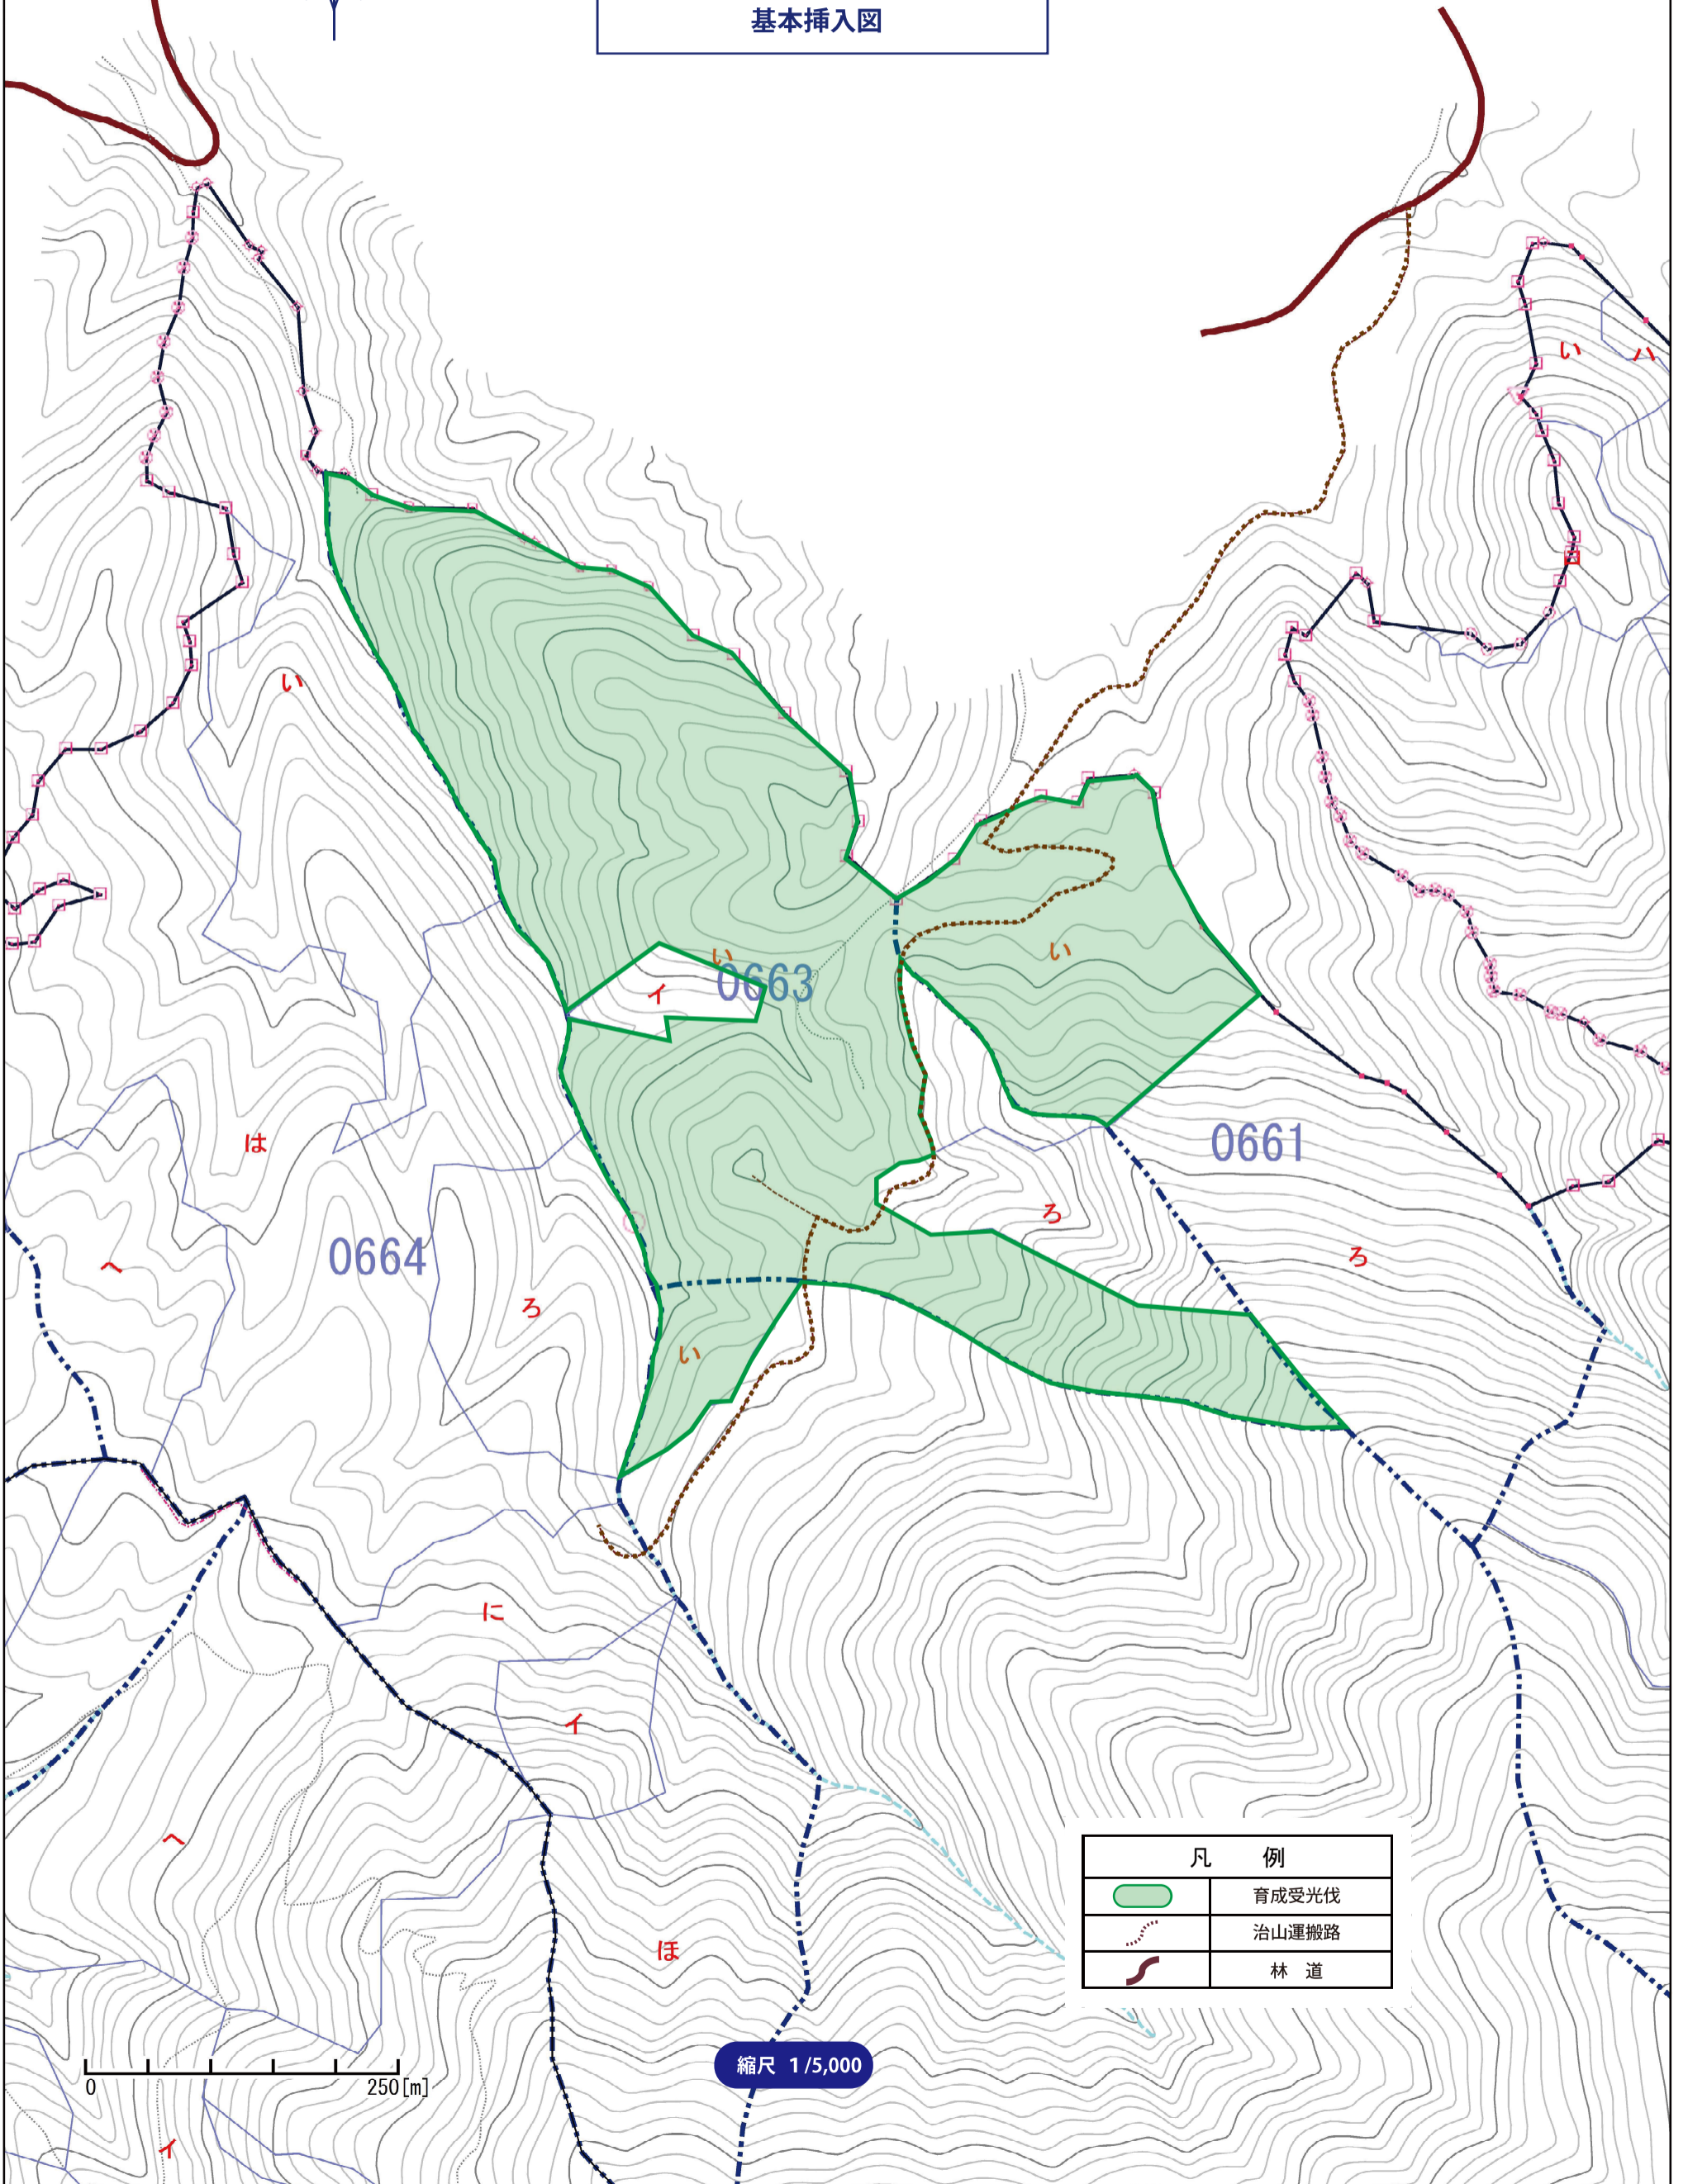 基本挿入図
い
ハ
い
い
0663
い
イ
は
0661
ろ
0664
ろ
へ
ろ
い
に
イ
へ
凡 例
育成受光伐
治山運搬路
林 道
ほ
縮尺 1/5,000
0
250[m]
イ